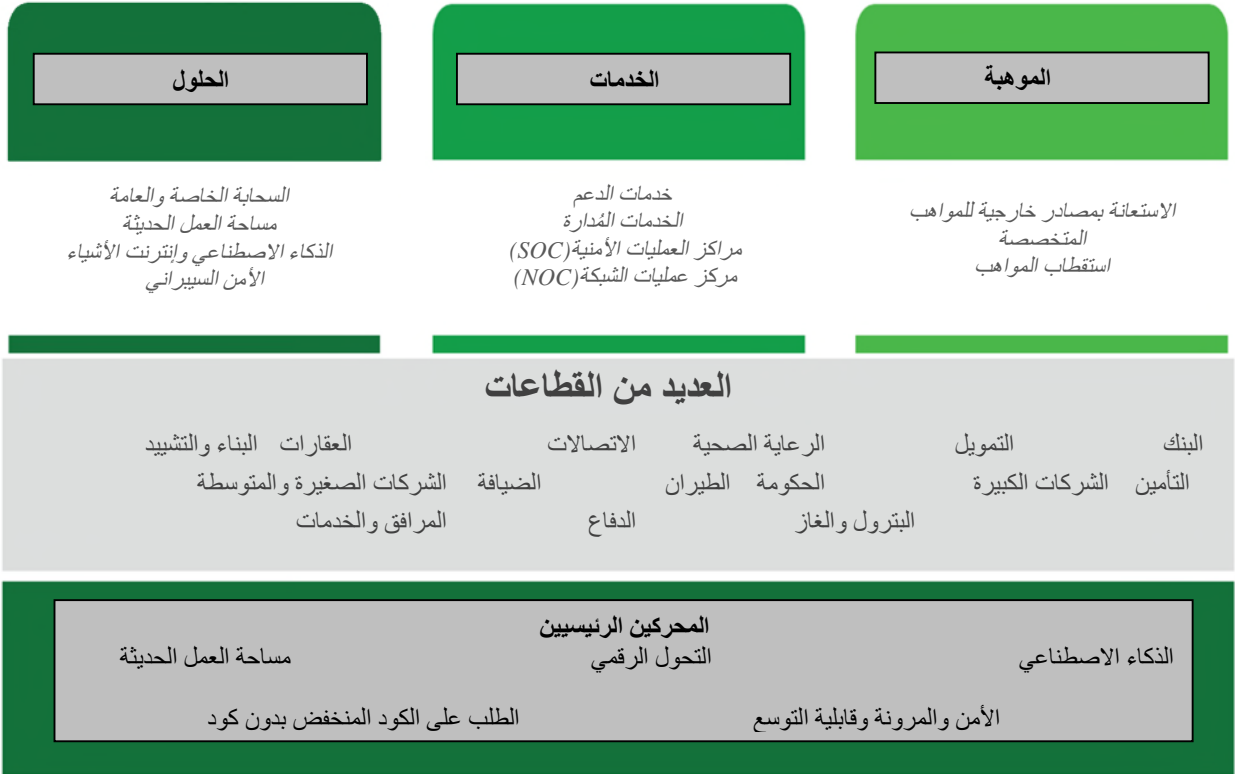 الموهبة
الاستعانة بمصادر خارجية للمواهب
المتخصصة
استقطاب المواهب
الخدمات
خدمات الدعم
الخدمات المُدارة
مراكز العمليات الأمنية(SOC)
مركز عمليات الشبكة(NOC)
الحلول
السحابة الخاصة والعامة
مساحة العمل الحديثة
الذكاء الاصطناعي وإنترنت الأشياء
الأمن السيبراني
العديد من القطاعات
البنك التمويل الرعاية الصحية الاتصالات العقارات البناء والتشييد
التأمين الشركات الكبيرة الحكومة الطيران الضيافة الشركات الصغيرة والمتوسطة
البترول والغاز الدفاع المرافق والخدمات
المحركين الرئيسيين
الذكاء الاصطناعي التحول الرقمي مساحة العمل الحديثة
الأمن والمرونة وقابلية التوسع الطلب على الكود المنخفض بدون كود